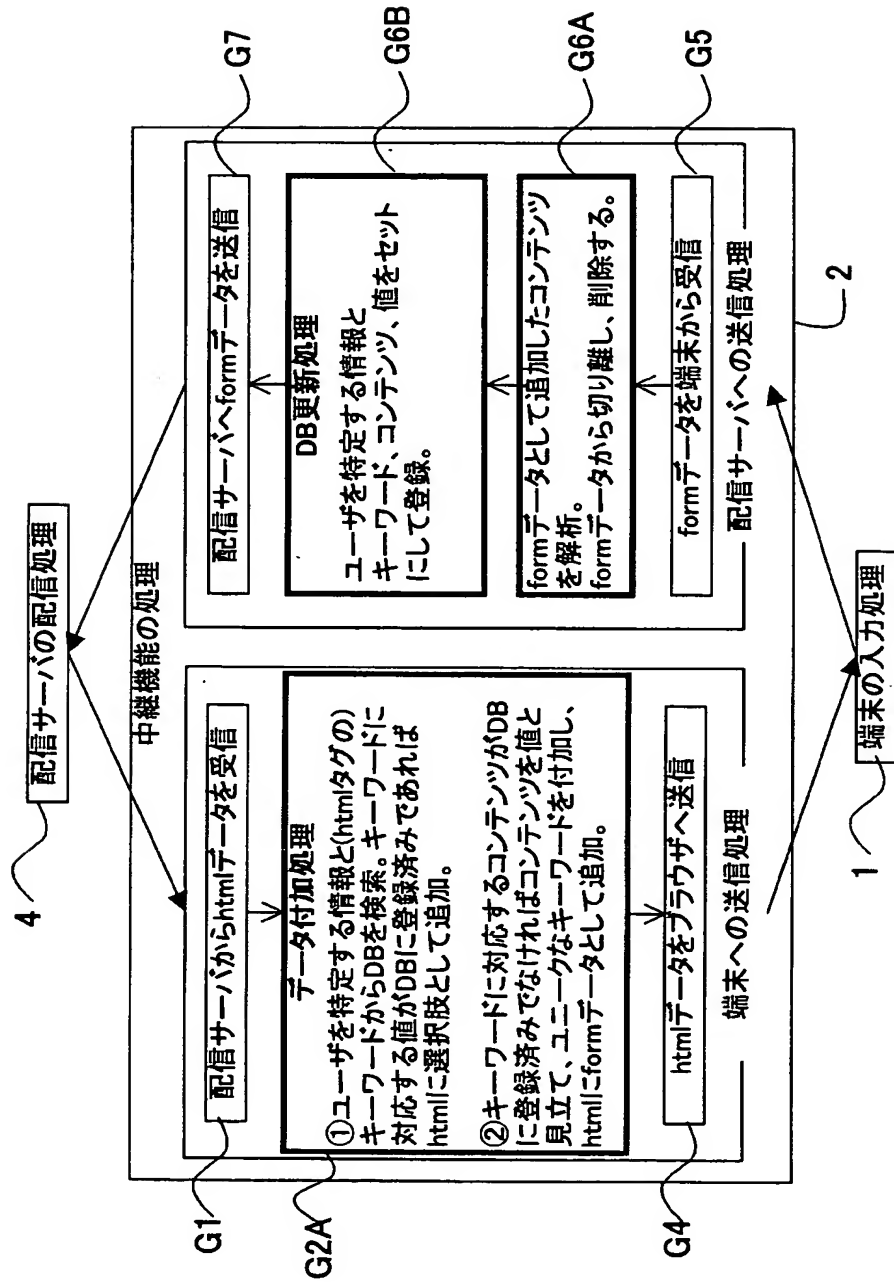 4
配信サーバの配信処理
中継機能の処理
G1
配信サーバからhtmlデータを受信
G2A
データ付加処理
①ユーザを特定する情報と(htmlタグの)
キーワードからDBを検索。キーワードに
対応する値がDBに登録済みであれば
htmlに選択肢として追加。
②キーワードに対応するコンテンツがDB
に登録済みでなければコンテンツを値と
見立て、ユニークなキーワードを付加し、
htmlにformデータとして追加。
G4
htmlデータをブラウザへ送信
端末への送信処理
G7
配信サーバへformデータを送信
G6B
DB更新処理
ユーザを特定する情報と
キーワード、コンテンツ、値をセット
にして登録。
G6A
formデータとして追加したコンテンツ
を解析。
formデータから切り離し、削除する。
G5
formデータを端末から受信
配信サーバへの送信処理
2
1
端末の入力処理